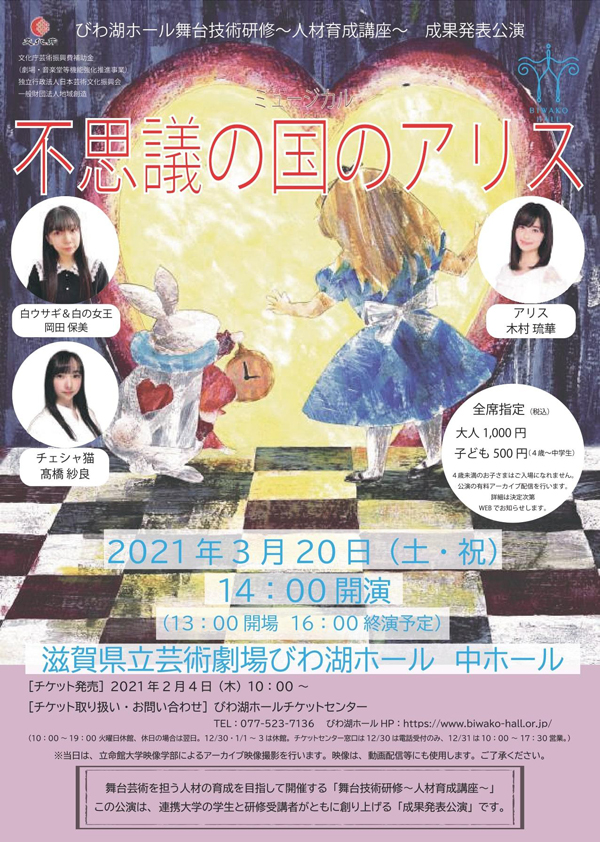 びわ湖ホール舞台技術研修〜人材育成講座〜　成果発表公演
文化庁芸術振興費補助金
（劇場・音楽堂等機能強化推進事業）
独立行政法人日本芸術文化振興会
一般財団法人地域創造
BIWAKO
HALL
ミュージカル
不思議の国のアリス
白ウサギ＆白の女王
岡田 保美
アリス
木村 琉華
チェシャ猫
髙橋 紗良
全席指定（税込）
大人 1,000 円
子ども 500 円（４歳〜中学生）
４歳未満のお子さまはご入場になれません。
公演の有料アーカイブ配信を行います。
詳細は決定次第
WEB でお知らせします。
2021 年 3 月 20 日（土・祝）
14：00 開演
（13：00 開場 16：00 終演予定）
滋賀県立芸術劇場びわ湖ホール　中ホール
［チケット発売］2021 年 2 月 4 日（木）10：00 〜
［チケット取り扱い・お問い合わせ］びわ湖ホールチケットセンター
TEL：077-523-7136　びわ湖ホール HP：https://www.biwako-hall.or.jp/
（10：00 〜 19：00 火曜日休館、休日の場合は翌日。12/30・1/1 〜 3 は休館。チケットセンター窓口は 12/30 は電話受付のみ、12/31 は 10：00 〜 17：30 営業。）
※当日は、立命館大学映像学部によるアーカイブ映像撮影を行います。映像は、動画配信等にも使用します。ご了承ください。
舞台芸術を担う人材の育成を目指して開催する「舞台技術研修〜人材育成講座〜」
この公演は、連携大学の学生と研修受講者がともに創り上げる「成果発表公演」です。